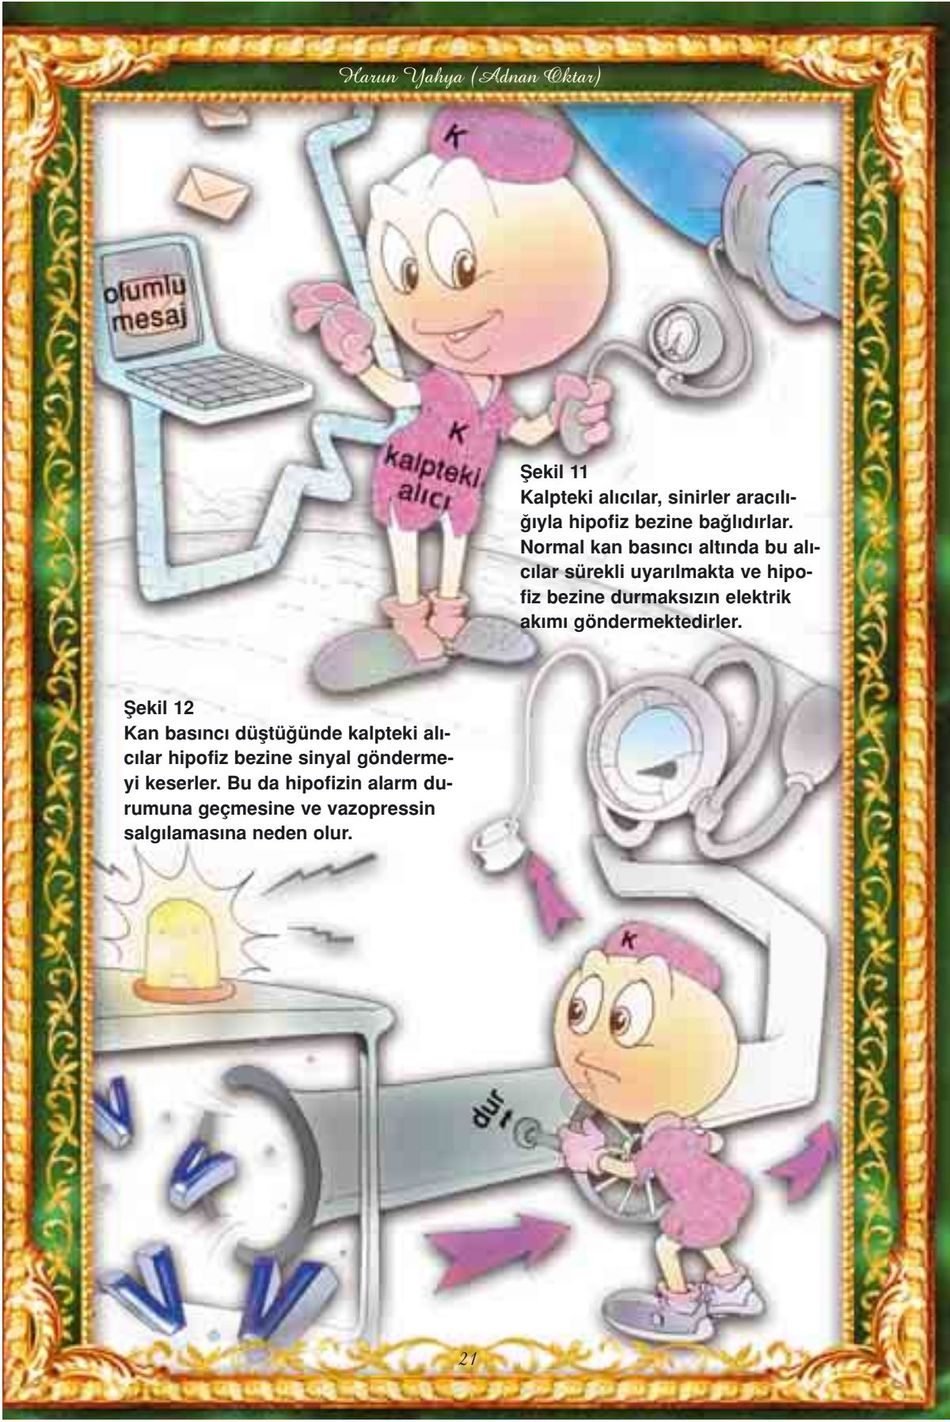 Harun Yahya (Adnan Oktar)
K
olumlu
mesaj
K
kalpteki
alıcı
Şekil 11
Kalpteki alıcılar, sinirler aracılı-
ğıyla hipofiz bezine bağlıdırlar.
Normal kan basıncı altında bu alı-
cılar sürekli uyarılmakta ve hipo-
fiz bezine durmaksızın elektrik
akımı göndermektedirler.
Şekil 12
Kan basıncı düştüğünde kalpteki alı-
cılar hipofiz bezine sinyal gönderme-
yi keserler. Bu da hipofizin alarm du-
rumuna geçmesine ve vazopressin
salgılamasına neden olur.
K
dur
V
V
V
V
21